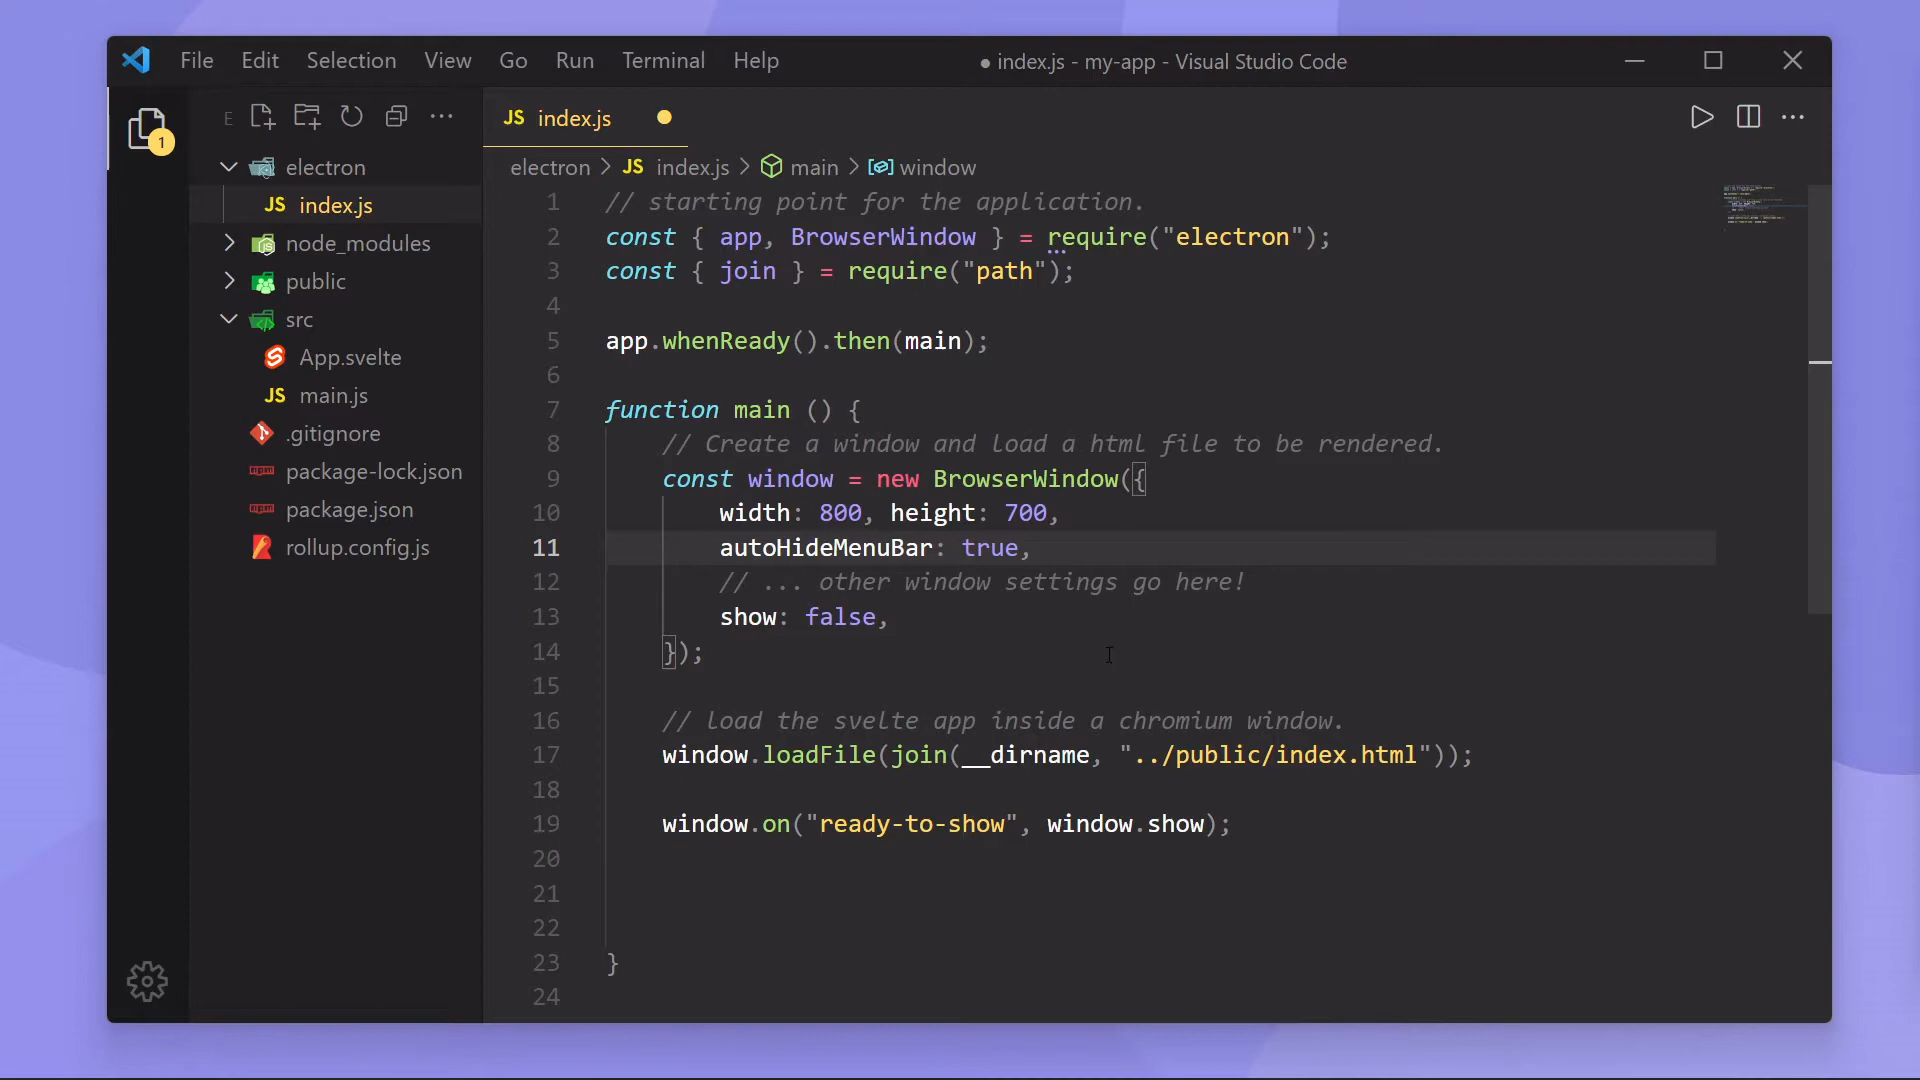 File Edit Selection View Go Run Terminal Help
● index.js - my-app - Visual Studio Code
1
E
electron
JS index.js
node_modules
public
src
App.svelte
JS main.js
.gitignore
package-lock.json
package.json
rollup.config.js
JS index.js
electron > JS index.js > main > window
1 // starting point for the application.
2 const { app, BrowserWindow } = require("electron");
3 const { join } = require("path");
4
5 app.whenReady().then(main);
6
7 function main () {
8 // Create a window and load a html file to be rendered.
9 const window = new BrowserWindow({
10 width: 800, height: 700,
11 autoHideMenuBar: true,
12 // ... other window settings go here!
13 show: false,
14 });
15
16 // load the svelte app inside a chromium window.
17 window.loadFile(join(__dirname, "../public/index.html"));
18
19 window.on("ready-to-show", window.show);
20
21
22
23 }
24